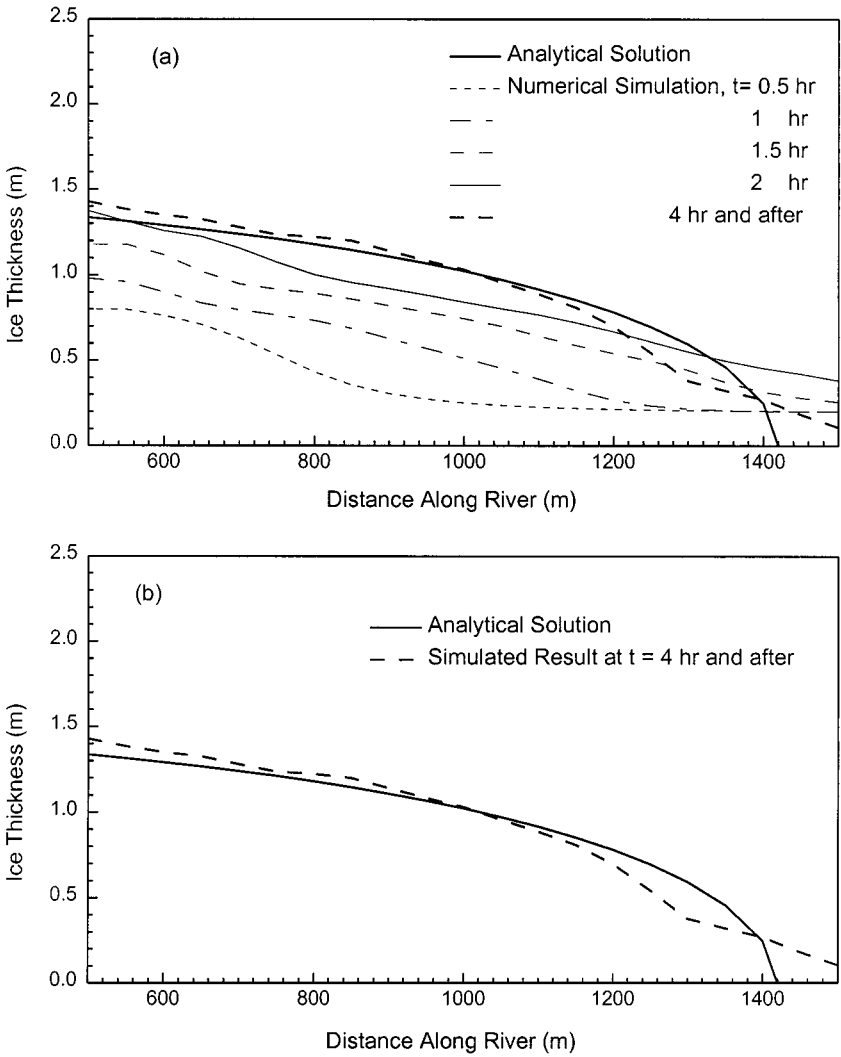 2.5
(a)
Analytical Solution
Numerical Simulation, t= 0.5 hr
1 hr
1.5 hr
2 hr
4 hr and after
2.0
1.5
1.0
0.5
0.0
Ice Thickness (m)
600 800 1000 1200 1400
Distance Along River (m)
2.5
(b)
Analytical Solution
Simulated Result at t = 4 hr and after
2.0
1.5
1.0
0.5
0.0
Ice Thickness (m)
600 800 1000 1200 1400
Distance Along River (m)